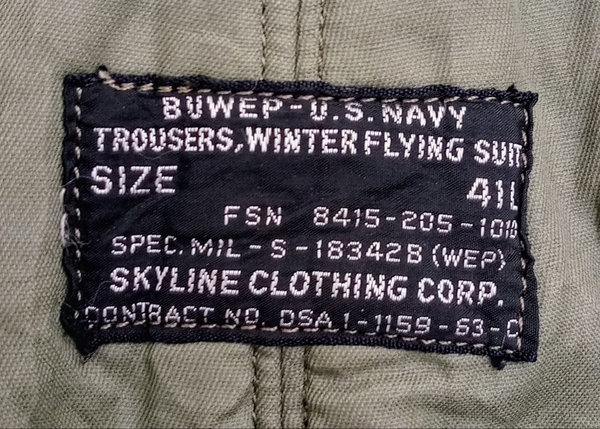 BUWEP-U.S. NAVY
TROUSERS, WINTER FLYING SUIT
SIZE 41L
FSN 8415-205-1010
SPEC. MIL-S-18342B (WEP)
SKYLINE CLOTHING CORP.
CONTRACT NO. DSA 1-1159-63-C